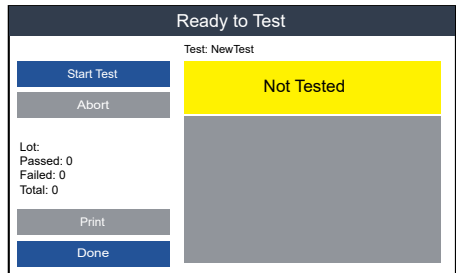 Ready to Test
Test: NewTest
Start Test
Not Tested
Abort
Lot:
Passed: 0
Failed: 0
Total: 0
Print
Done